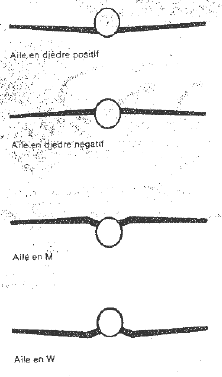 Aile en dièdre positif
Aile en dièdre négatif
Aile en M
Aile en W